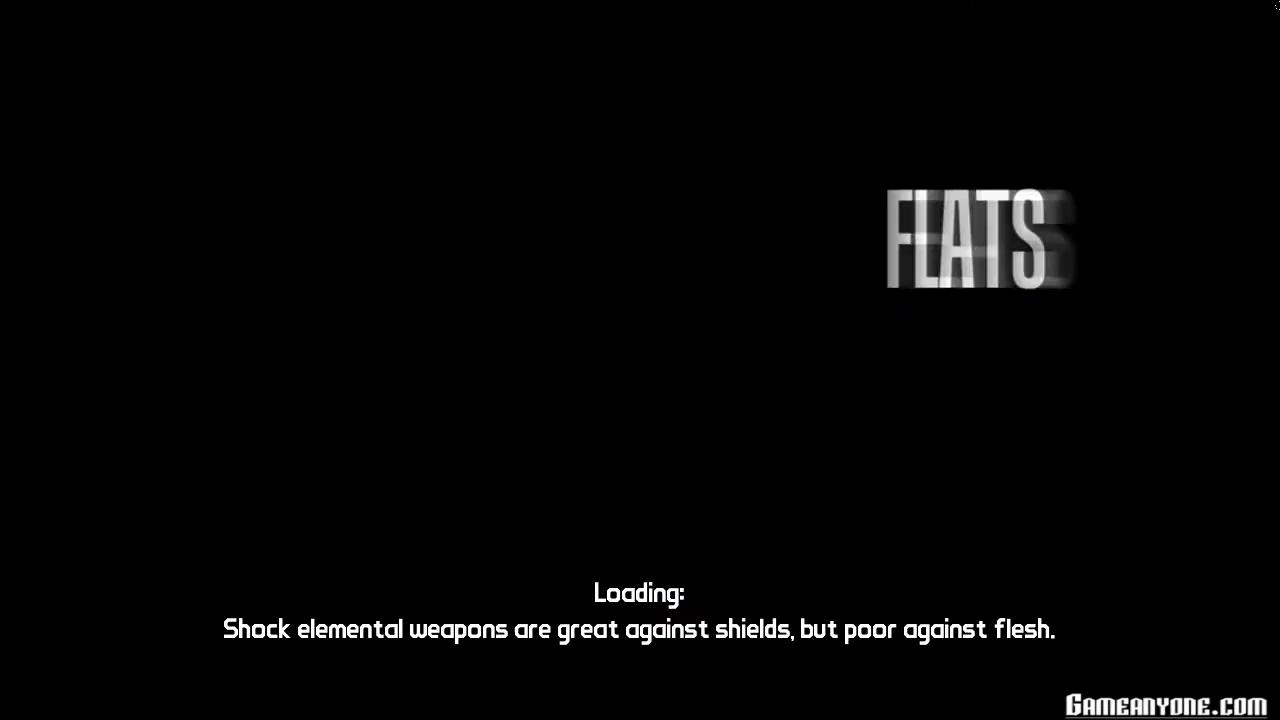 FLATS
Loading:
Shock elemental weapons are great against shields, but poor against flesh.
GAMEANYONE.COM